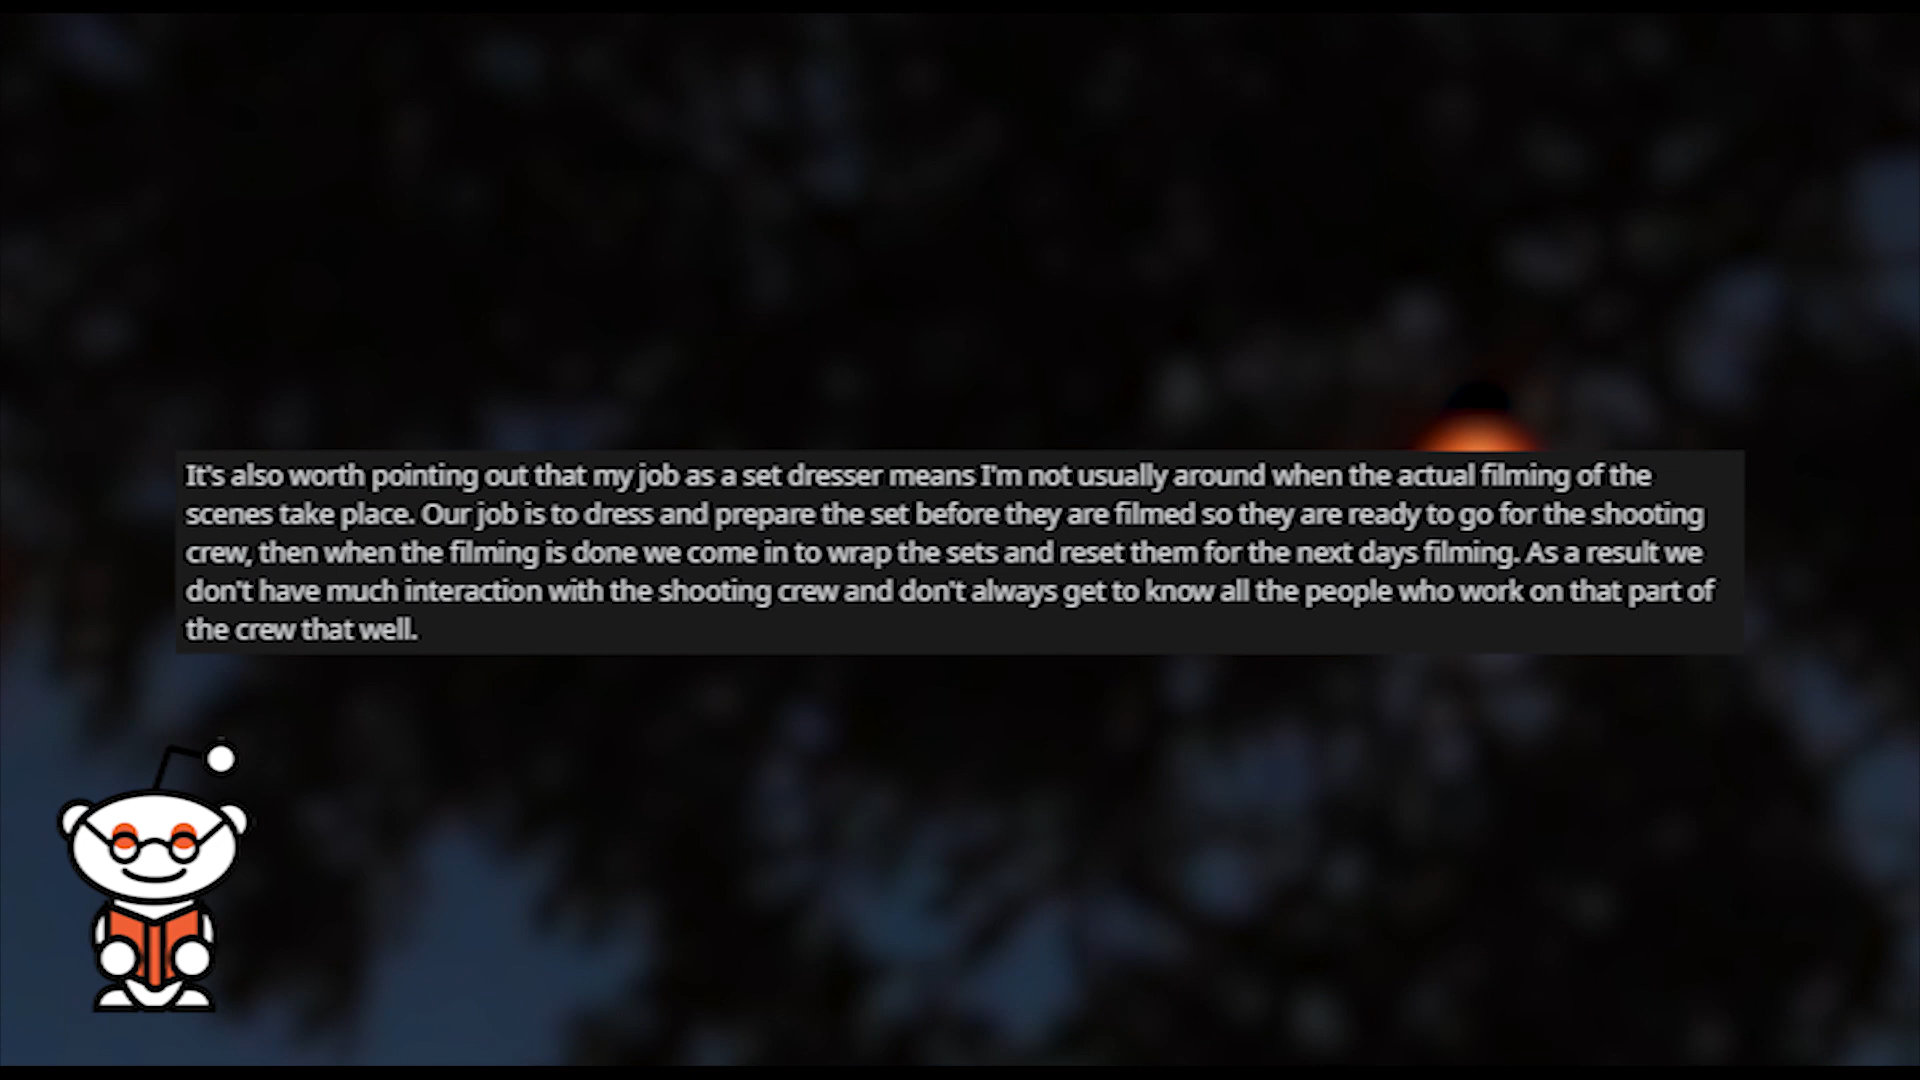 It's also worth pointing out that my job as a set dresser means I'm not usually around when the actual filming of the
scenes take place. Our job is to dress and prepare the set before they are filmed so they are ready to go for the shooting
crew, then when the filming is done we come in to wrap the sets and reset them for the next days filming. As a result we
don't have much interaction with the shooting crew and don't always get to know all the people who work on that part of
the crew that well.